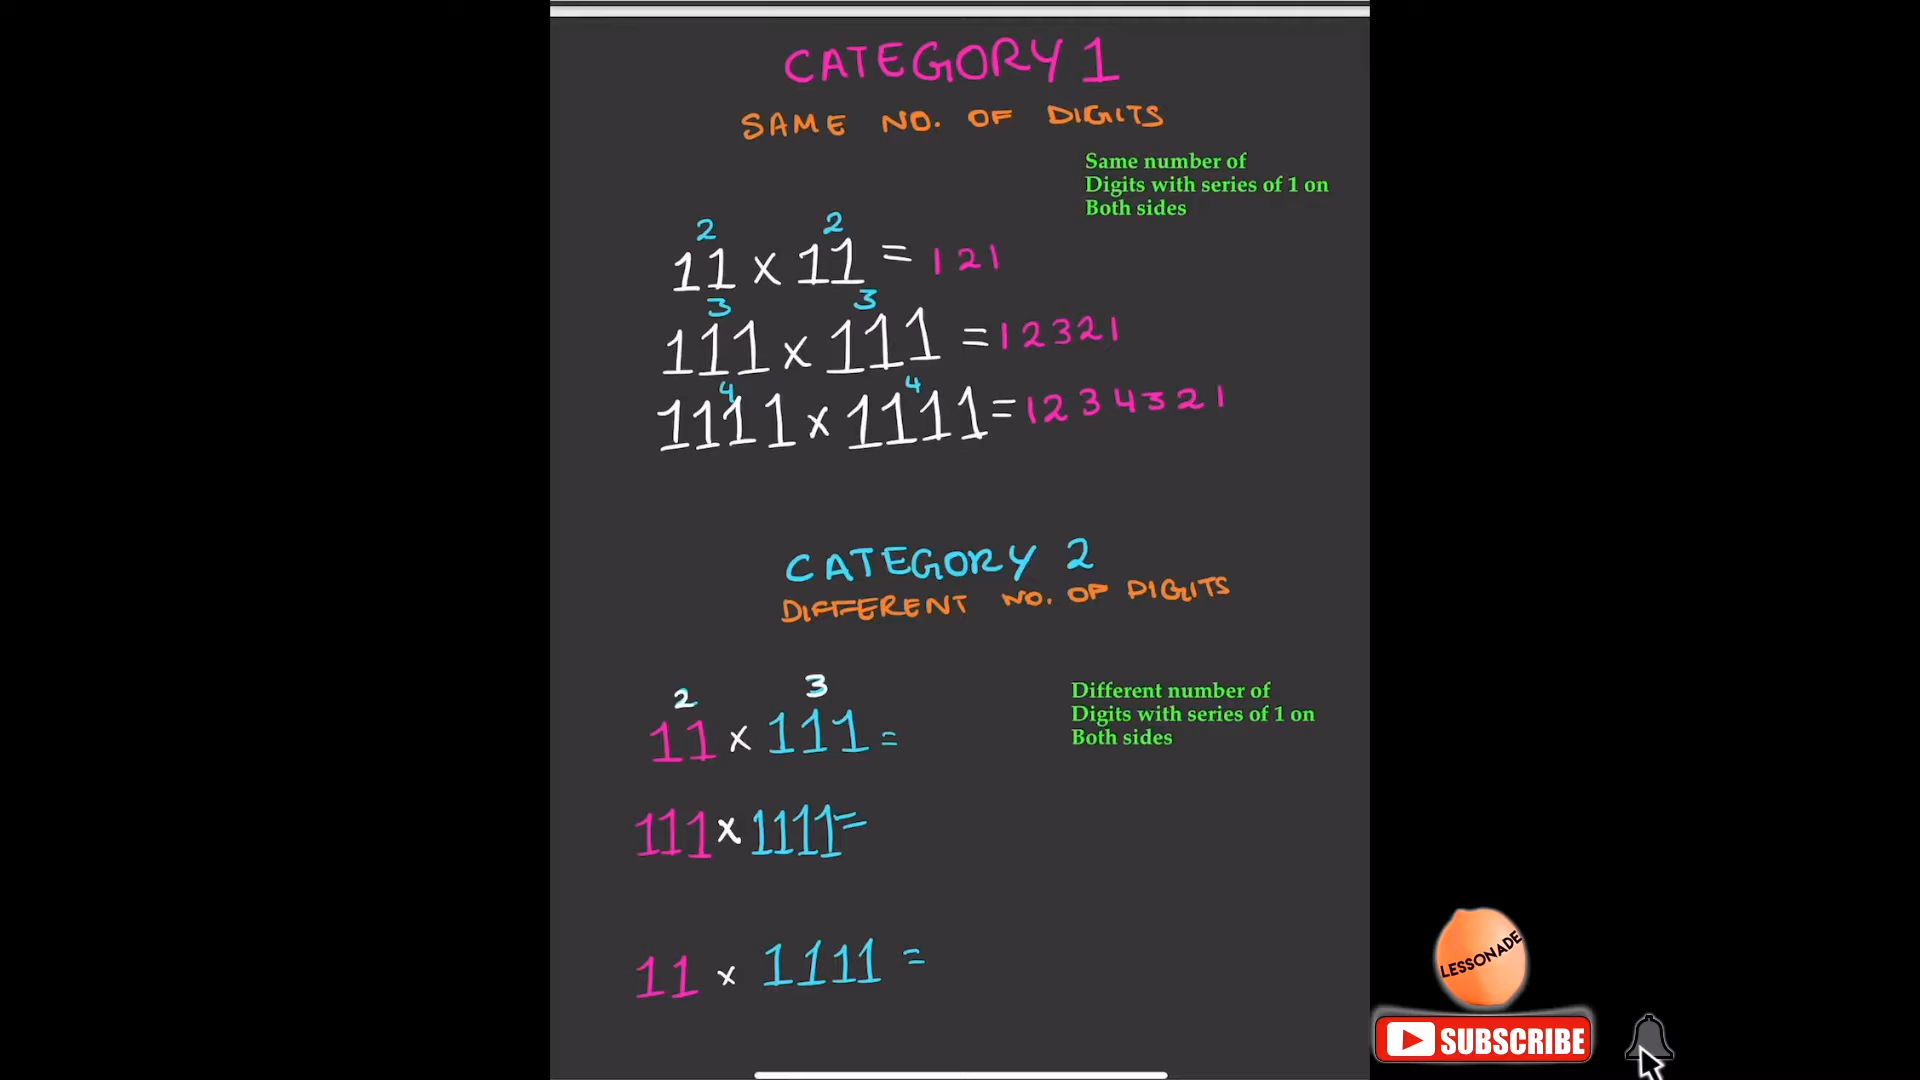 CATEGORY 1
SAME NO. OF DIGITS
Same number of
Digits with series of 1 on
Both sides
2 2
11 x 11 = 121
3 3
111 x 111 = 12321
4 4
1111 x 1111 = 1234321
CATEGORY 2
DIFFERENT NO. OF DIGITS
2 3
11 x 111 =
Different number of
Digits with series of 1 on
Both sides
111 x 1111 =
11 x 1111 =
LESSONADE
SUBSCRIBE